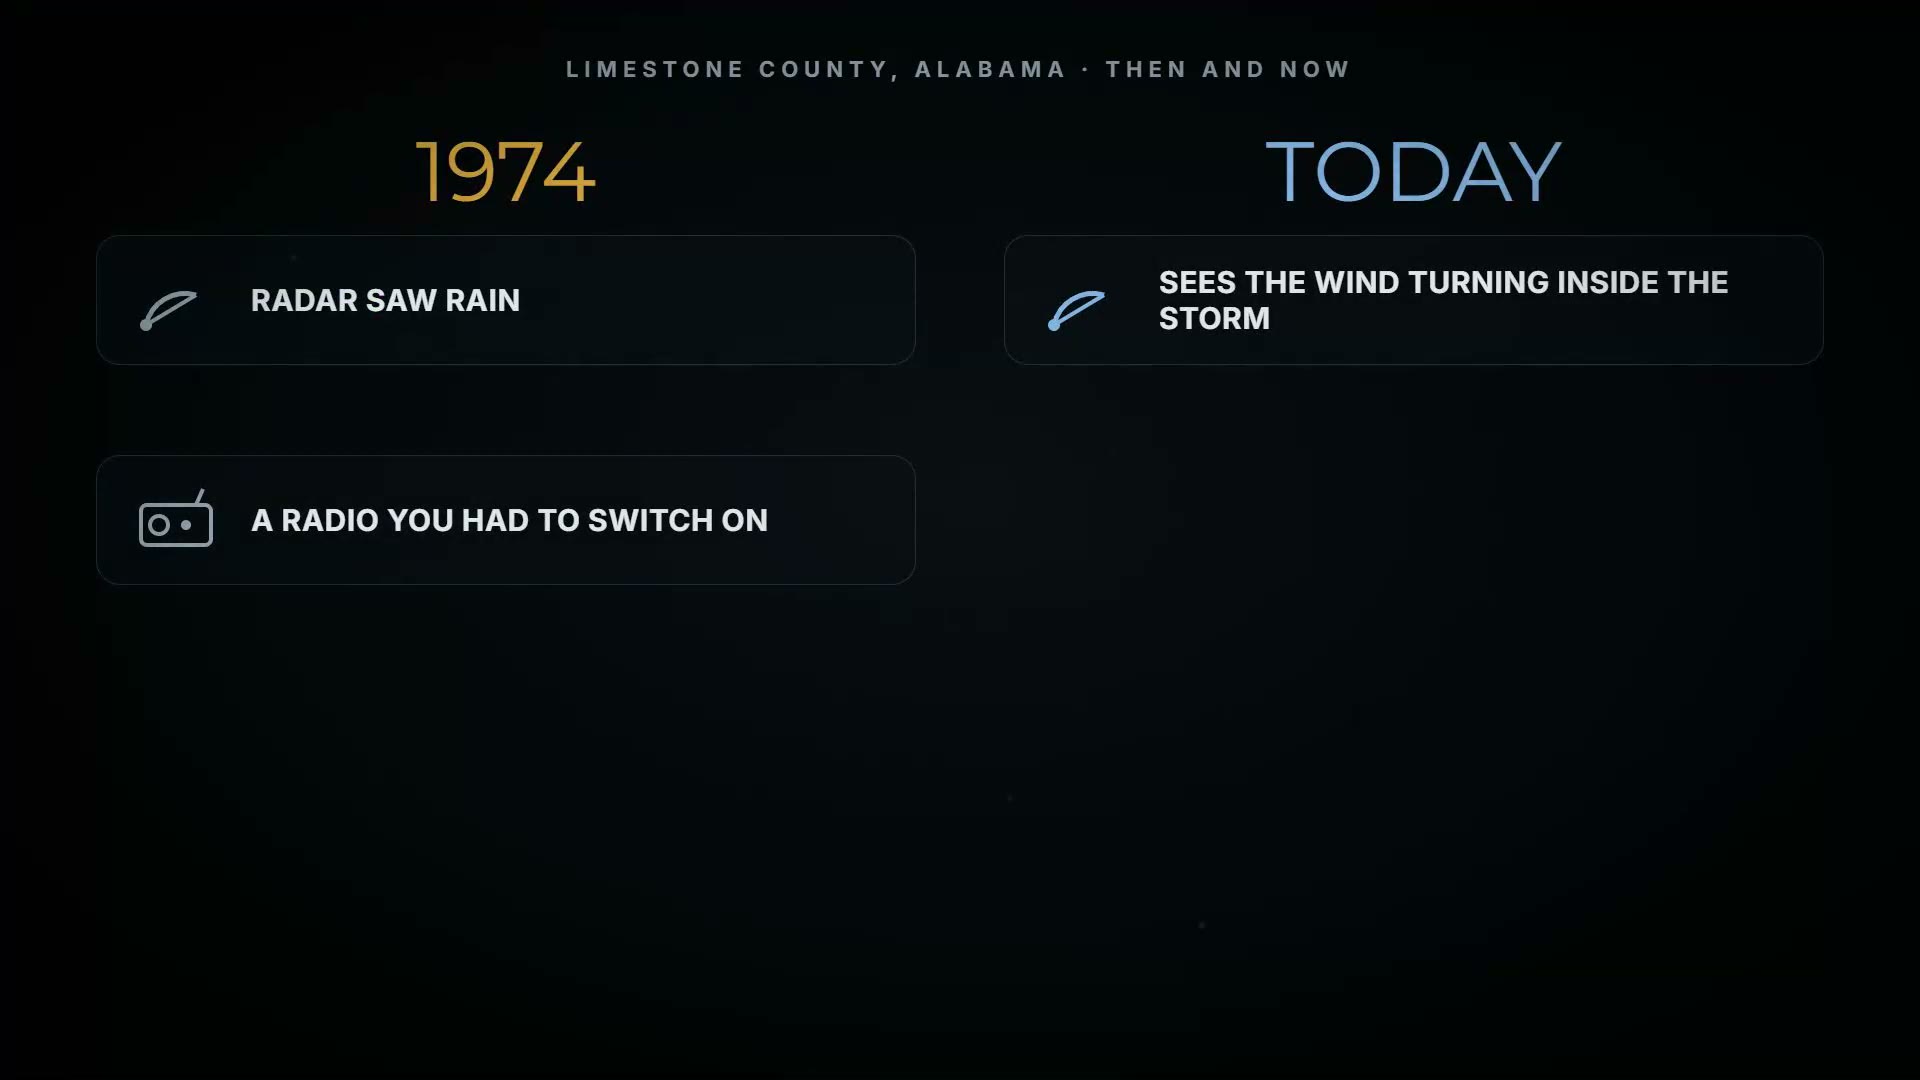 LIMESTONE COUNTY, ALABAMA · THEN AND NOW
1974
TODAY
RADAR SAW RAIN
SEES THE WIND TURNING INSIDE THE
STORM
A RADIO YOU HAD TO SWITCH ON